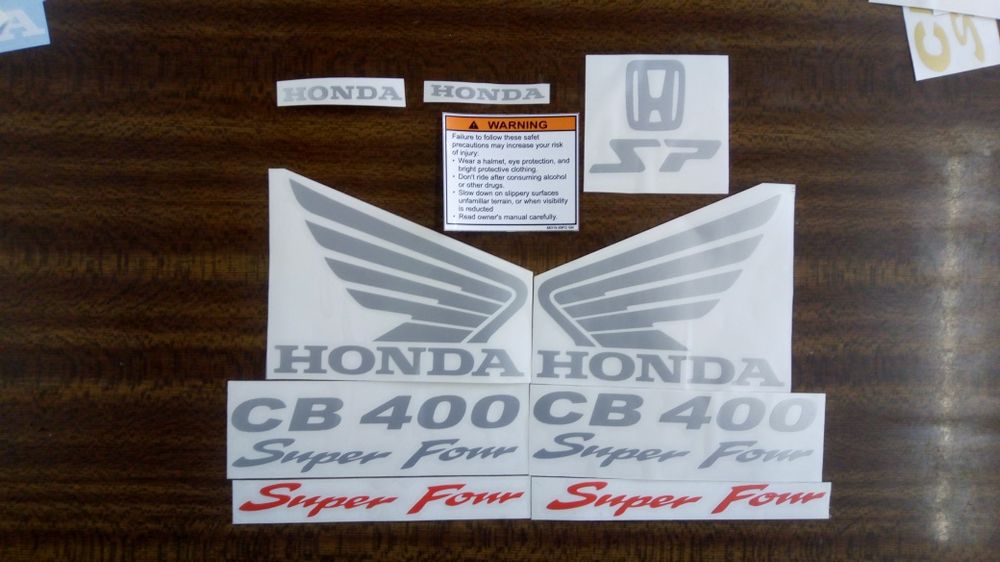 HONDA
HONDA
S7
WARNING
Failure to follow these safet
precautions may increase your risk
of injury:
• Wear a halmet, eye protection, and
bright protective clothing.
• Don't ride after consuming alcohol
or other drugs.
• Slow down on slippery surfaces
unfamillar terrain, or when visibility
is reducted
• Read owner's manual carefully.
HONDA
HONDA
CB 400
Super Four
CB 400
Super Four
Super Four
Super Four